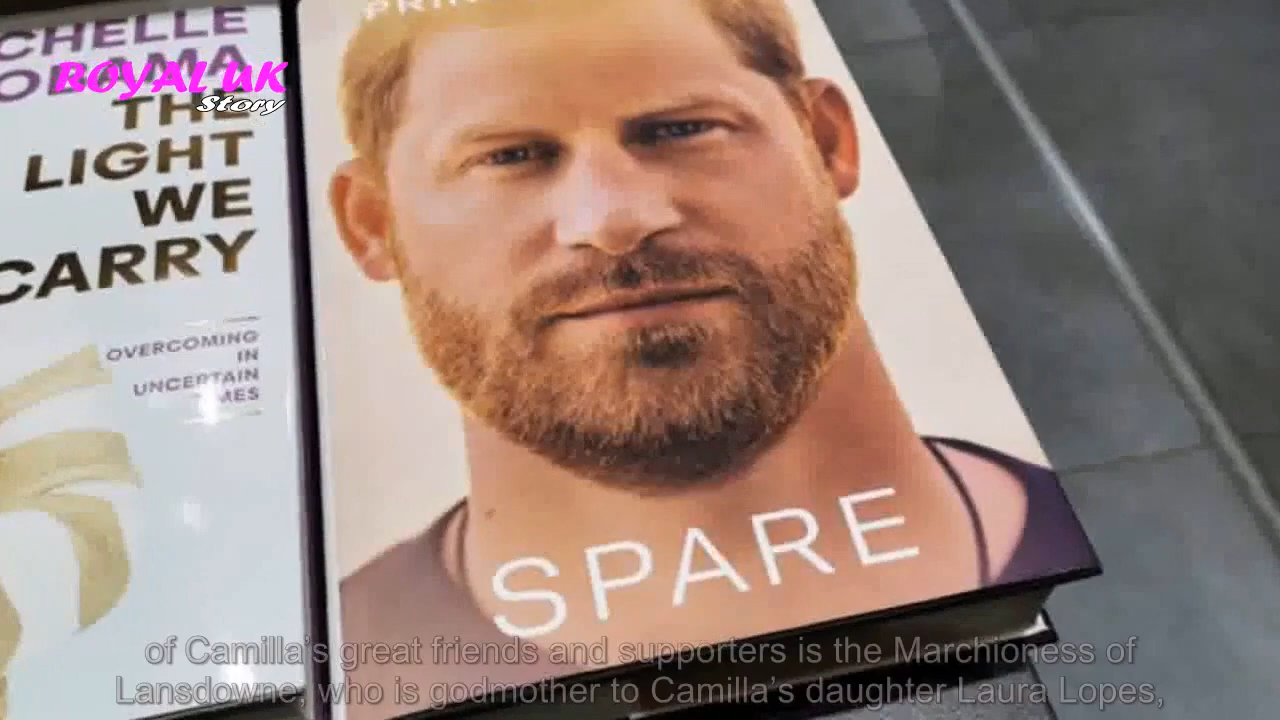 CHELLE
OBAMA
THE
LIGHT
WE
CARRY
OVERCOMING
IN
UNCERTAIN
ROYAL UK
Story
SPARE
of Camilla's great friends and supporters is the Marchioness of
Lansdowne, who is godmother to Camilla's daughter Laura Lopes,